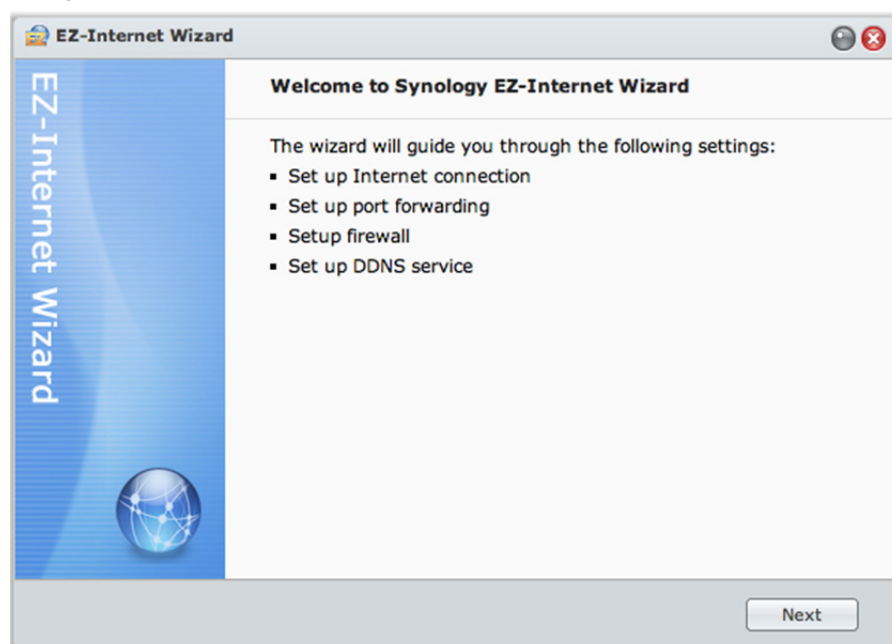 EZ-Internet Wizard
EZ-Internet Wizard
Welcome to Synology EZ-Internet Wizard
The wizard will guide you through the following settings:
▪ Set up Internet connection
▪ Set up port forwarding
▪ Setup firewall
▪ Set up DDNS service
Next